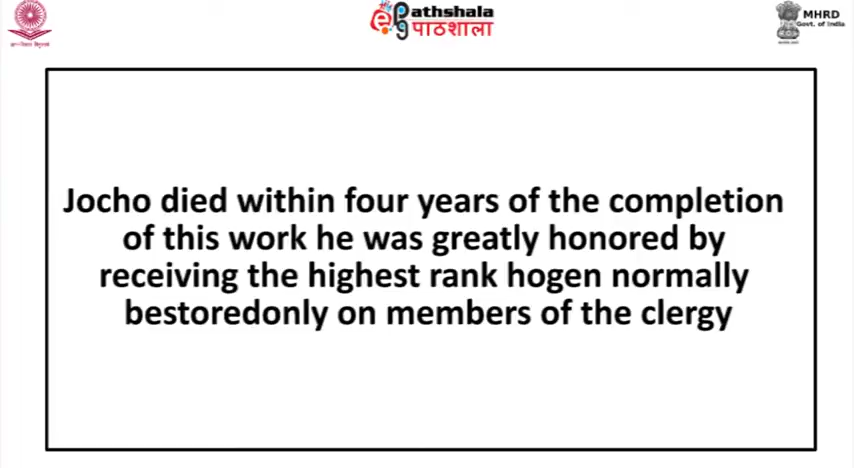 epg Pathshala
पाठशाला
MHRD
Govt. of India
Jocho died within four years of the completion
of this work he was greatly honored by
receiving the highest rank hogen normally
bestoredonly on members of the clergy